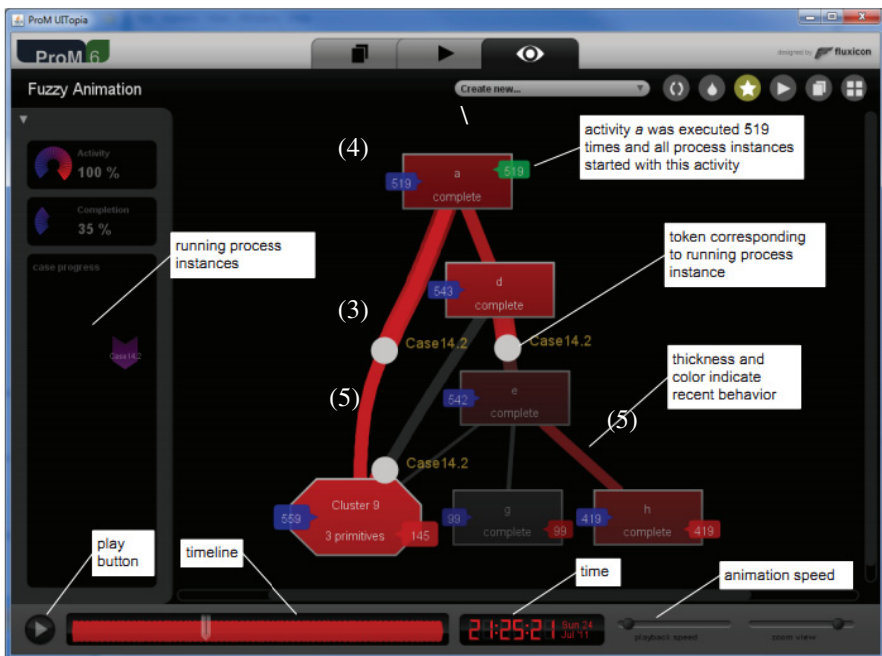 ProM UITopia
ProM 6
designed by fluxicon
Fuzzy Animation
Create new...
\
Activity
100 %
Completion
35 %
case progress
Case14.2
running process
instances
(4)
519
a
complete
519
activity a was executed 519
times and all process instances
started with this activity
token corresponding
to running process
instance
543
d
complete
(3)
Case14.2
Case14.2
thickness and
color indicate
recent behavior
(5)
542
e
complete
(5)
Case14.2
559
Cluster 9
3 primitives
145
99
g
complete
99
419
h
complete
419
play
button
timeline
time
animation speed
21:25:21
Sun 24
Jul '11
playback speed
zoom view